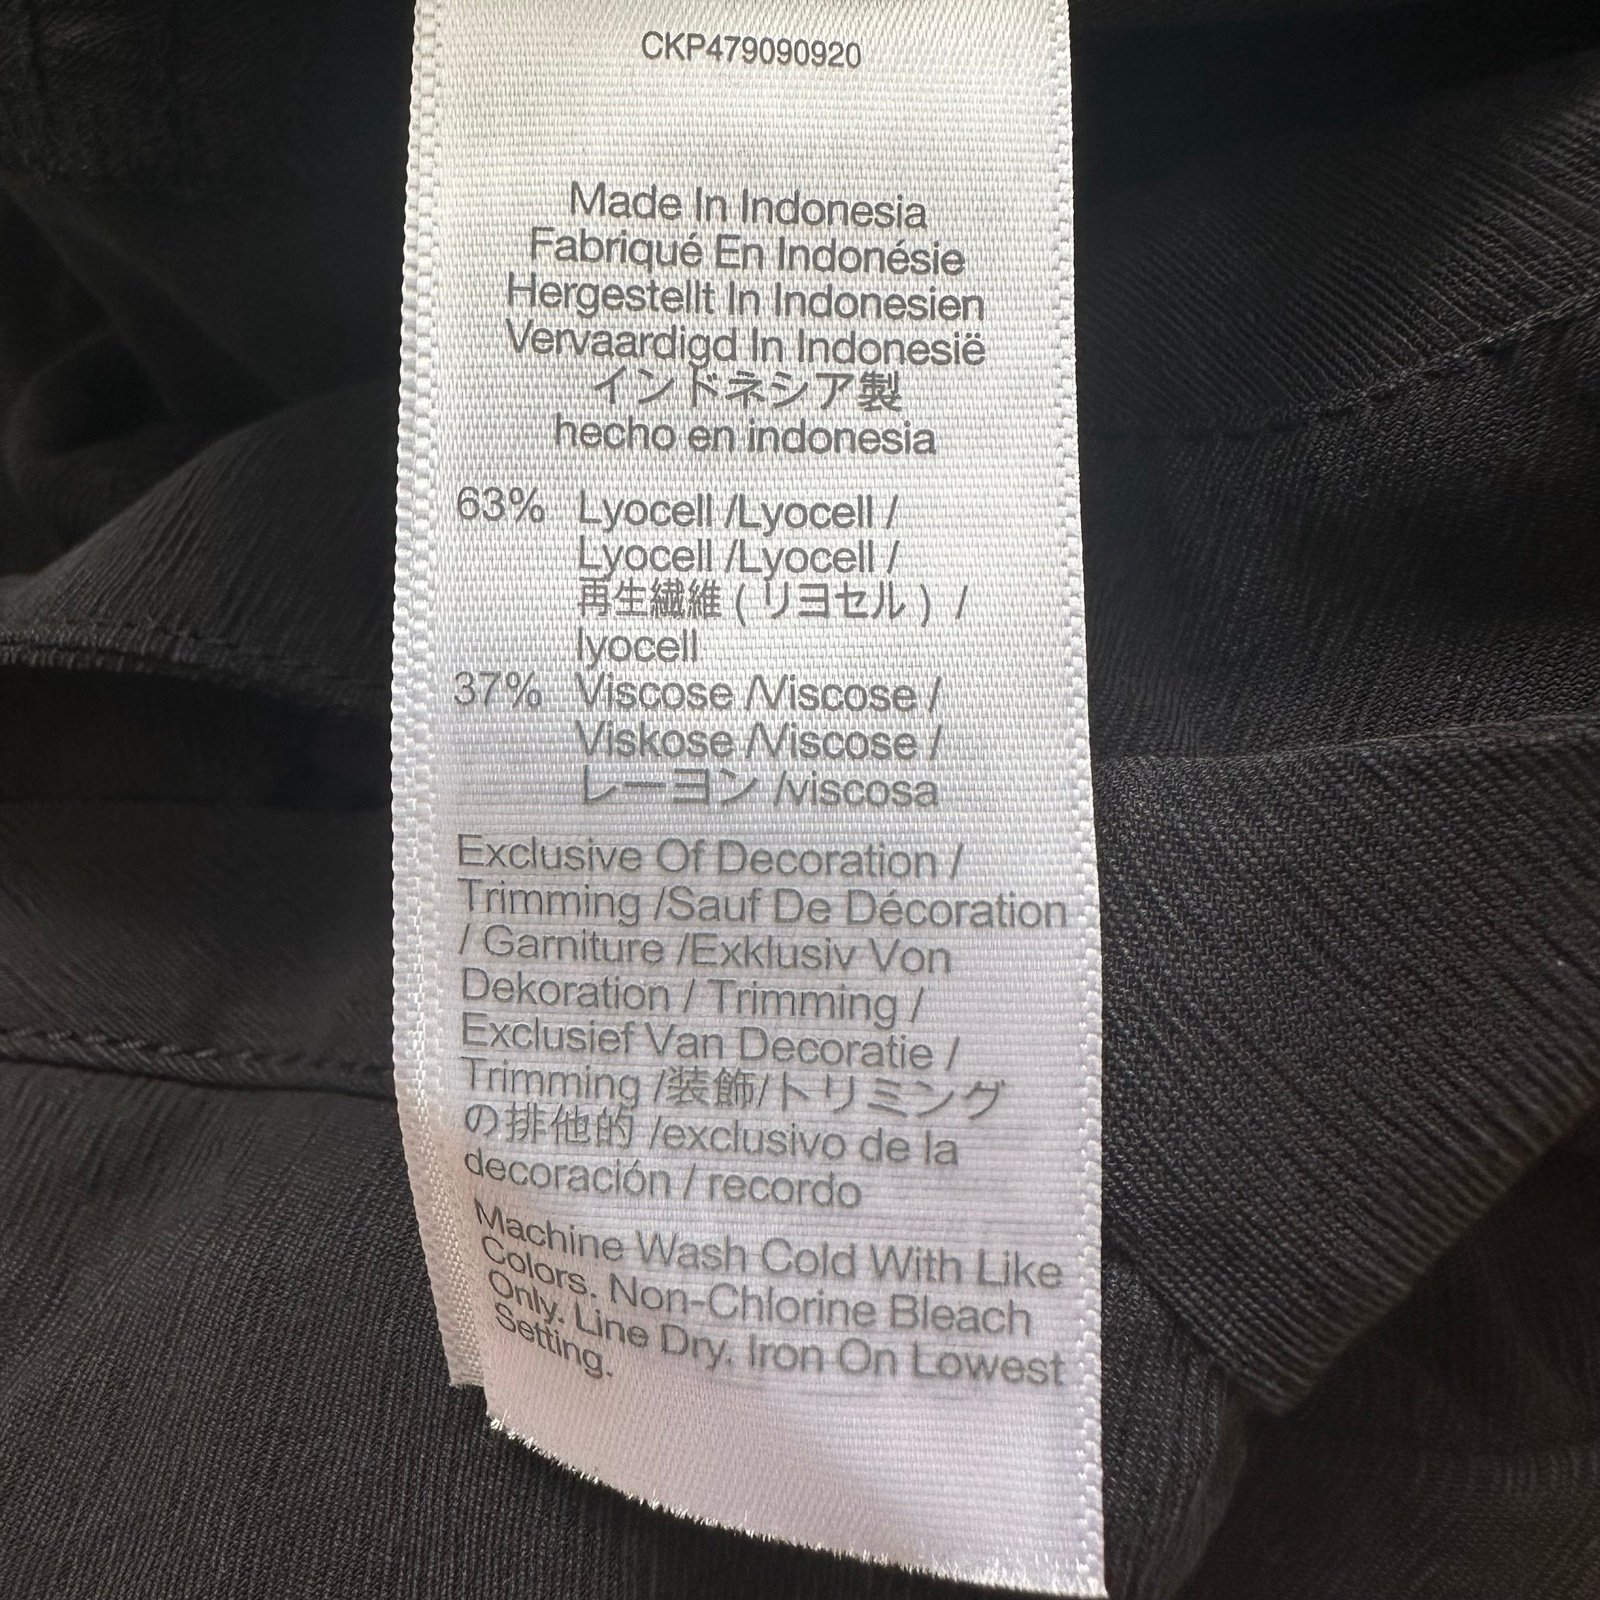 CKP479090920
Made In Indonesia
Fabriqué En Indonésie
Hergestellt In Indonesien
Vervaardigd In Indonesië
インドネシア製
hecho en indonesia
63% Lyocell /Lyocell /
Lyocell /Lyocell /
再生繊維 ( リヨセル ) /
lyocell
37% Viscose /Viscose /
Viskose /Viscose /
レーヨン /viscosa
Exclusive Of Decoration /
Trimming /Sauf De Décoration
/ Garniture /Exklusiv Von
Dekoration / Trimming /
Exclusief Van Decoratie /
Trimming /装飾/トリミング
の排他的 /exclusivo de la
decoración / recordo
Machine Wash Cold With Like
Colors. Non-Chlorine Bleach
Only. Line Dry. Iron On Lowest
Setting.